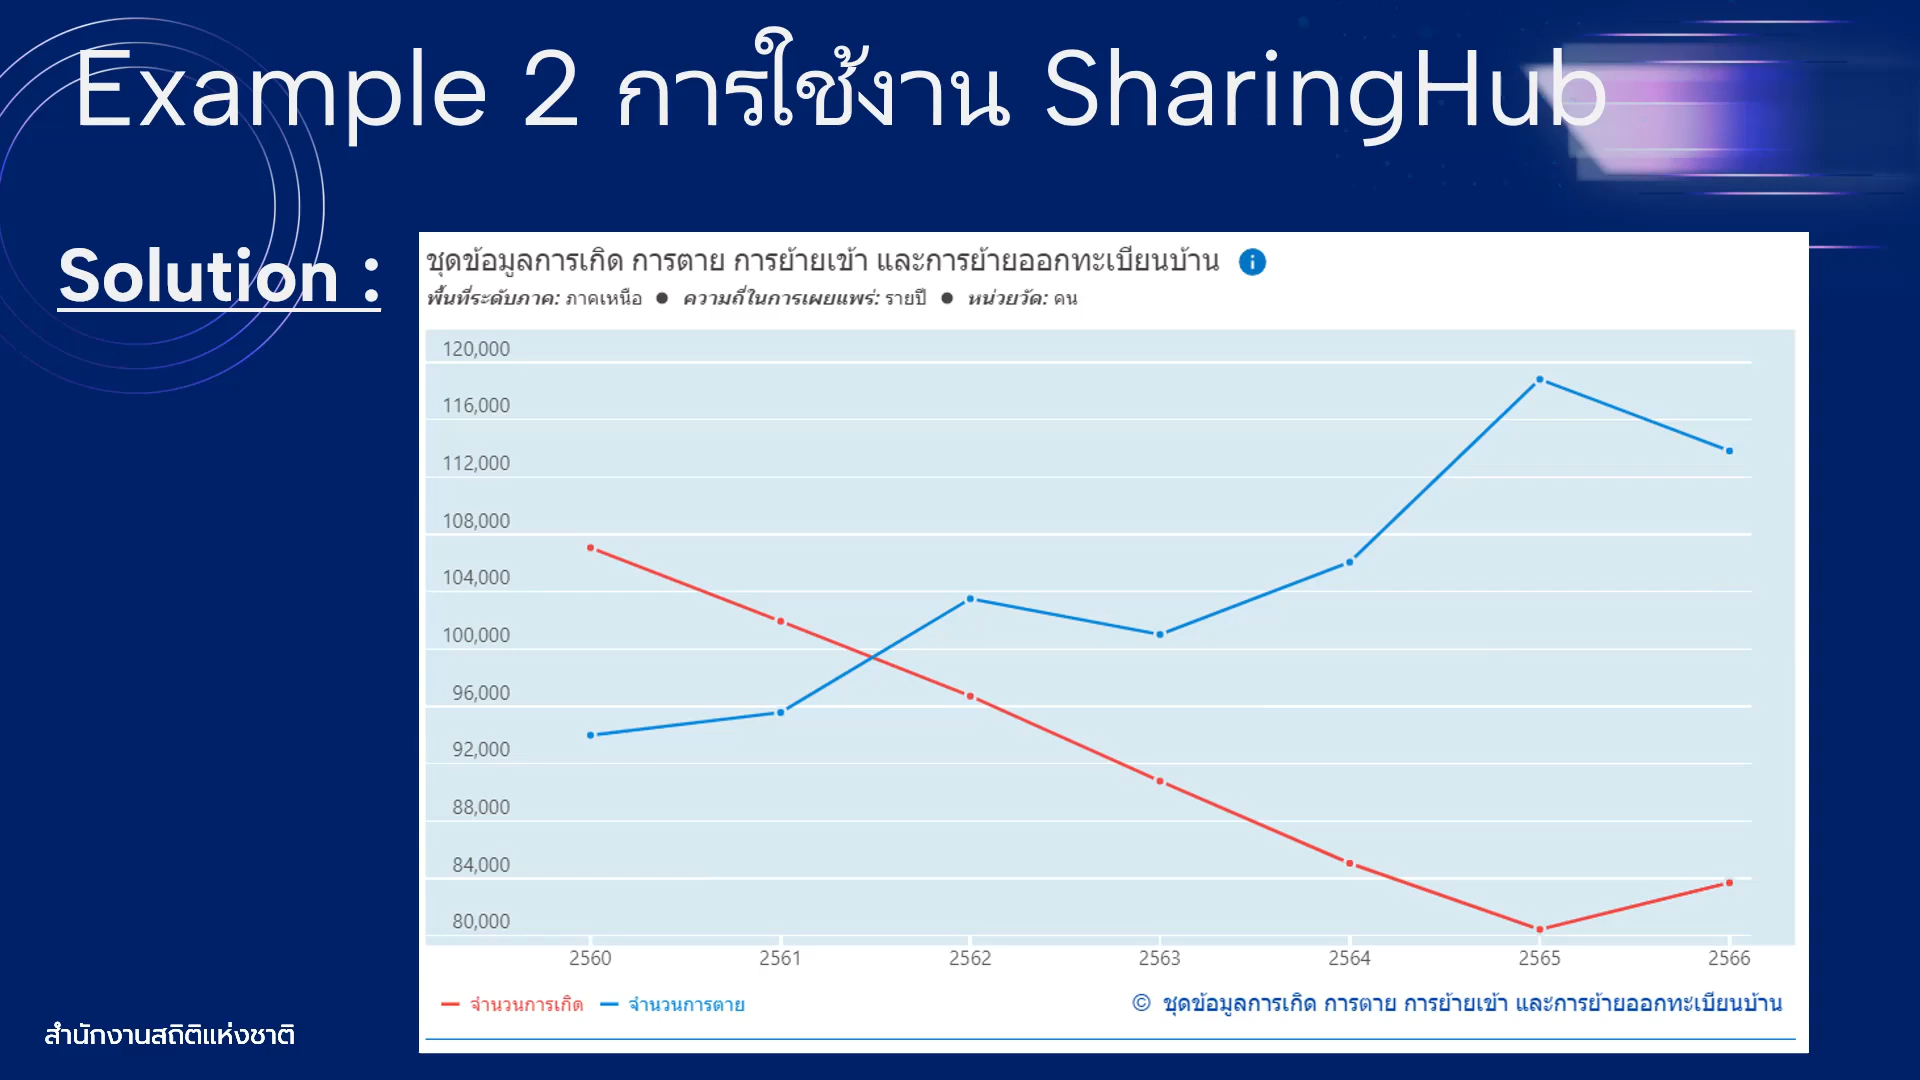 Example 2 การใช้งาน SharingHub
Solution :
ชุดข้อมูลการเกิด การตาย การย้ายเข้า และการย้ายออกทะเบียนบ้าน
พื้นที่ระดับภาค: ภาคเหนือ ● ความถี่ในการเผยแพร่: รายปี ● หน่วยวัด: คน
120,000
116,000
112,000
108,000
104,000
100,000
96,000
92,000
88,000
84,000
80,000
2560 2561 2562 2563 2564 2565 2566
จำนวนการเกิด จำนวนการตาย
© ชุดข้อมูลการเกิด การตาย การย้ายเข้า และการย้ายออกทะเบียนบ้าน
สำนักงานสถิติแห่งชาติ